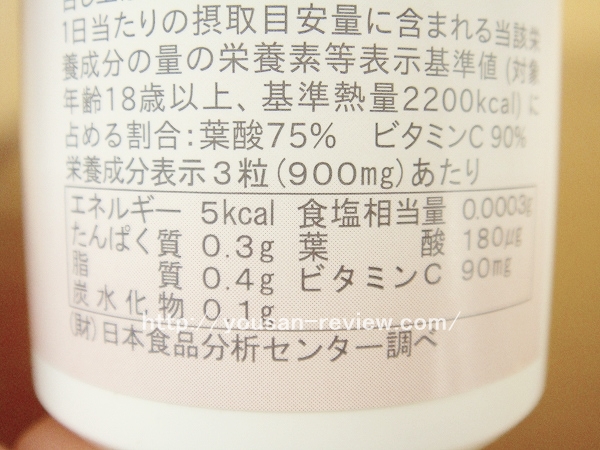 1日当たりの摂取目安量に含まれる当該栄
養成分の量の栄養素等表示基準値(対象
年齢18歳以上、基準熱量2200kcal)に
占める割合:葉酸75% ビタミンC 90%
栄養成分表示3粒(900mg)あたり
エネルギー 5kcal 食塩相当量 0.0003g
たんぱく質 0.3g 葉酸 180μg
脂質 0.4g ビタミンC 90mg
炭水化物 0.1g
http://yousan-review.com/
(財)日本食品分析センター調べ